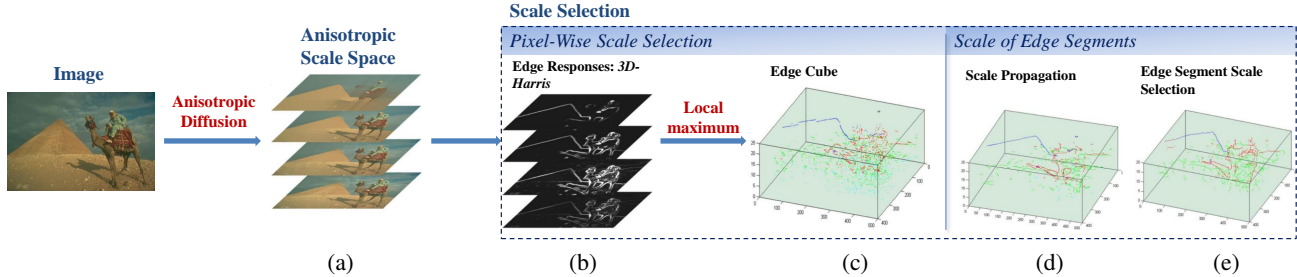 Scale Selection
Pixel-Wise Scale Selection
Scale of Edge Segments
Image
Anisotropic
Diffusion
Anisotropic
Scale Space
Edge Responses: 3D-
Harris
Local
maximum
Edge Cube
Scale Propagation
Edge Segment Scale
Selection
(a)
(b)
(c)
(d)
(e)